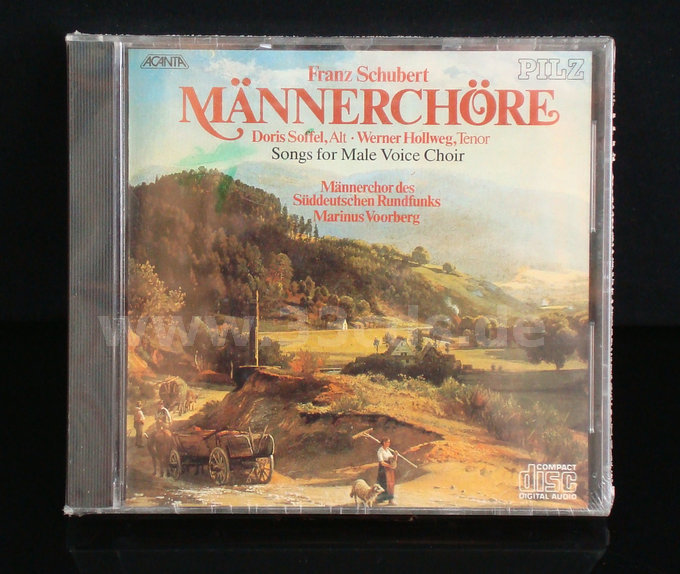 ACANTA
PILZ
Franz Schubert
MÄNNERCHÖRE
Doris Soffel, Alt · Werner Hollweg, Tenor
Songs for Male Voice Choir
Männerchor des
Süddeutschen Rundfunks
Marinus Voorberg
COMPACT
disc
DIGITAL AUDIO